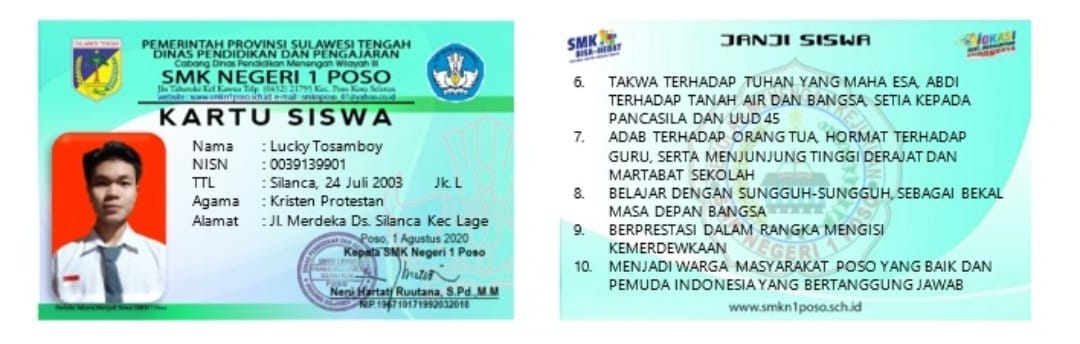 SULAWESI TENGAH
PEMERINTAH PROVINSI SULAWESI TENGAH
DINAS PENDIDIKAN DAN PENGAJARAN
Cabang Dinas Pendidikan Menengah Wilayah III
SMK NEGERI 1 POSO
Jln Tabatoki Kel Kawua Telp (0452) 21795 Kec. Poso Kota Selatan
website : www.smkn1poso.sch.id e-mail : smknposo_01@yahoo.co.id
KARTU SISWA
Nama : Lucky Tosamboy
NISN : 0039139901
TTL : Silanca, 24 Juli 2003 Jk. L
Agama : Kristen Protestan
Alamat : Jl Merdeka Ds. Silanca Kec Lage
Poso, 1 Agustus 2020
Kepala SMK Negeri 1 Poso
Neni Hartati Ruutana, S.Pd.,M.M
NIP.196710171992032010
SMK
BISA-HEBAT
JANJI SISWA
6. TAKWA TERHADAP TUHAN YANG MAHA ESA, ABDI
TERHADAP TANAH AIR DAN BANGSA, SETIA KEPADA
PANCASILA DAN UUD 45
7. ADAB TERHADAP ORANG TUA, HORMAT TERHADAP
GURU, SERTA MENJUNJUNG TINGGI DERAJAT DAN
MARTABAT SEKOLAH
8. BELAJAR DENGAN SUNGGUH-SUNGGUH, SEBAGAI BEKAL
MASA DEPAN BANGSA
9. BERPRESTASI DALAM RANGKA MENGISI
KEMERDEWKAAN
10. MENJADI WARGA MASYARAKAT POSO YANG BAIK DAN
PEMUDA INDONESIA YANG BERTANGGUNG JAWAB
www.smkn1poso.sch.id